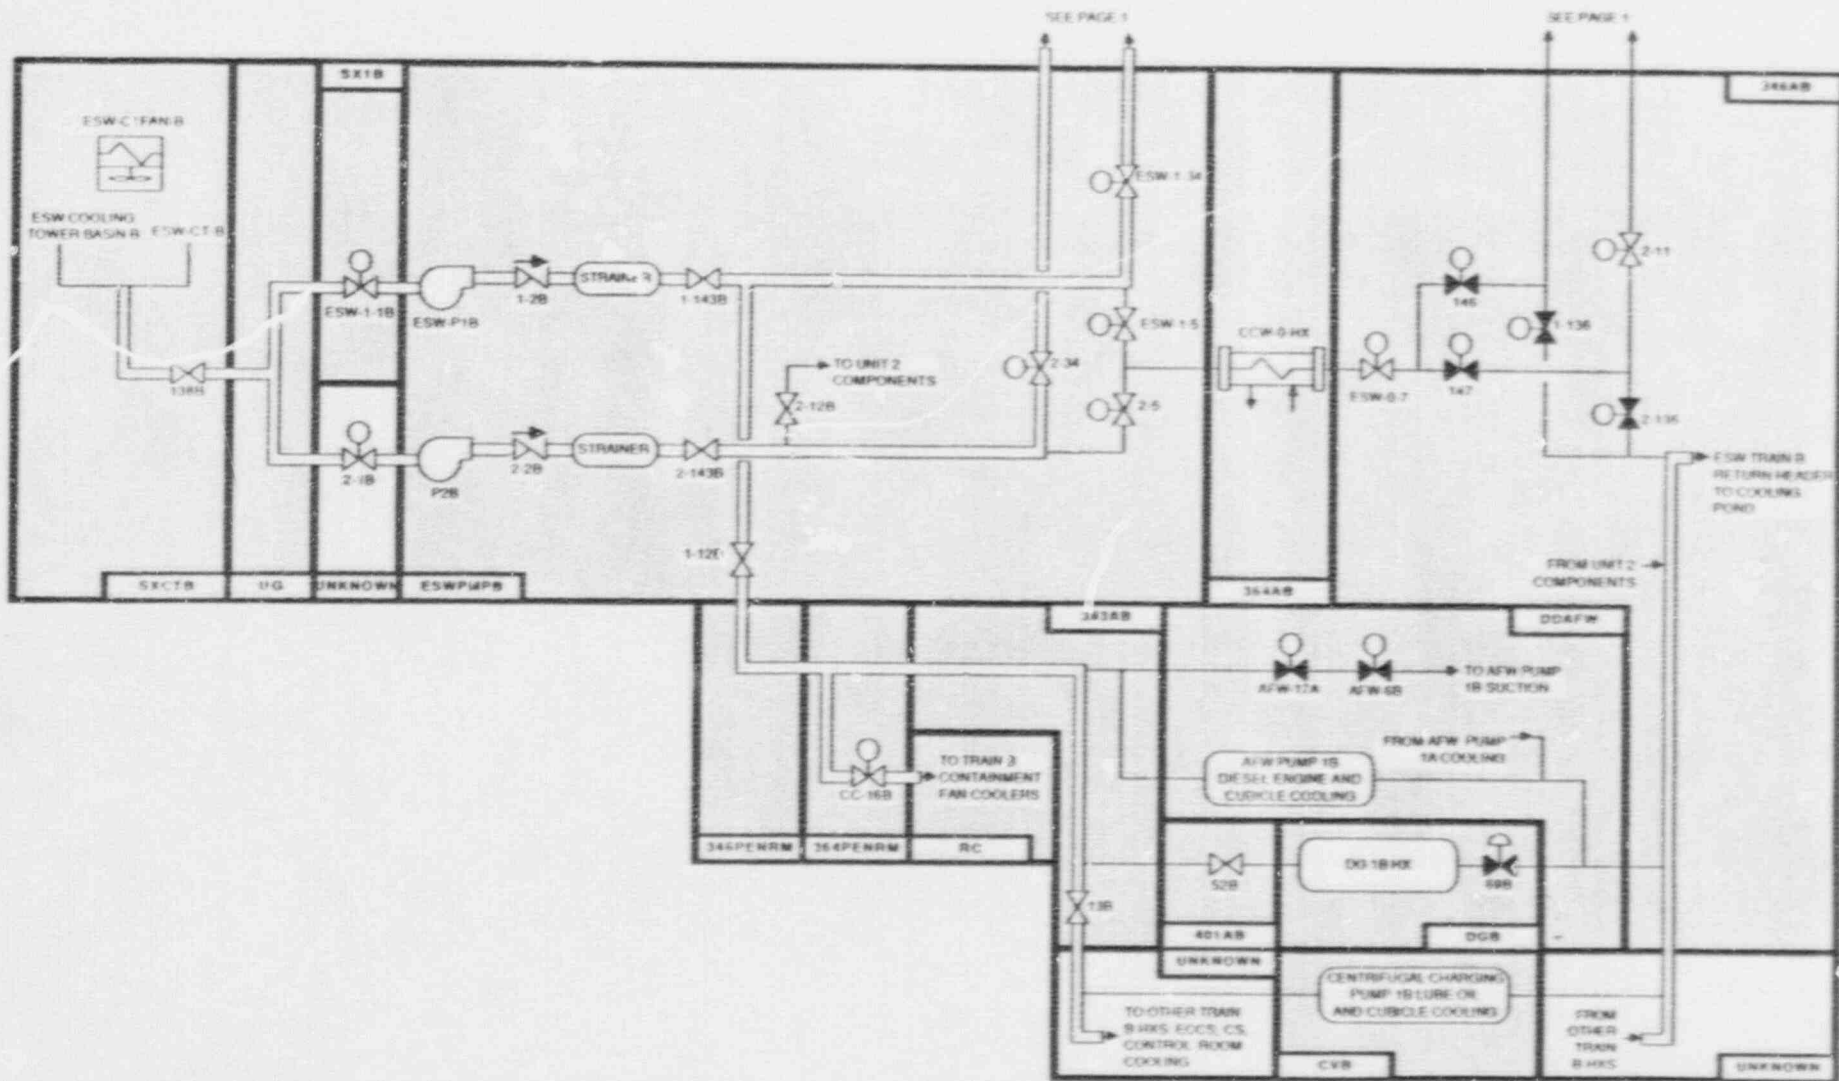 SEE PAGE 1
SEE PAGE 1
SX1B
346AB
ESW-CTFAN-B
ESW COOLING
TOWER BASIN B
ESW-CT-B
138B
ESW-1-1B
ESW-P1B
1-2B
STRAINER
1-143B
ESW-1-34
ESW-1-5
2-34
2-5
TO UNIT 2
COMPONENTS
2-12B
2-1B
P2B
2-2B
STRAINER
2-143B
CCW-0-HX
ESW-0-7
146
147
1-136
2-11
2-136
ESW TRAIN B
RETURN HEADER
TO COOLING
POND
1-12B
FROM UNIT 2
COMPONENTS
SXCTB
UG
UNKNOWN
ESWPMPB
364AB
343AB
DDAFW
AFW-17A
AFW-6B
TO AFW PUMP
1B SUCTION
FROM AFW PUMP
1A COOLING
AFW PUMP 1B
DIESEL ENGINE AND
CUBICLE COOLING
CC-16B
TO TRAIN B
CONTAINMENT
FAN COOLERS
346PENRM
364PENRM
RC
52B
DG-1B HX
69B
13B
401AB
DGB
UNKNOWN
CENTRIFUGAL CHARGING
PUMP 1B LUBE OIL
AND CUBICLE COOLING
TO OTHER TRAIN
B HXS: ECCS, CS,
CONTROL ROOM
COOLING
CVB
FROM
OTHER
TRAIN
B HXS
UNKNOWN